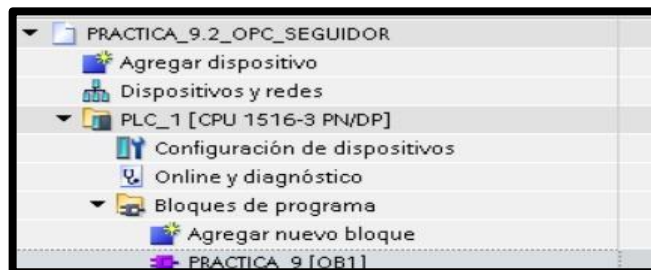 PRACTICA_9.2_OPC_SEGUIDOR
Agregar dispositivo
Dispositivos y redes
PLC_1 [CPU 1516-3 PN/DP]
Configuración de dispositivos
Online y diagnóstico
Bloques de programa
Agregar nuevo bloque
PRACTICA_9 [OB1]